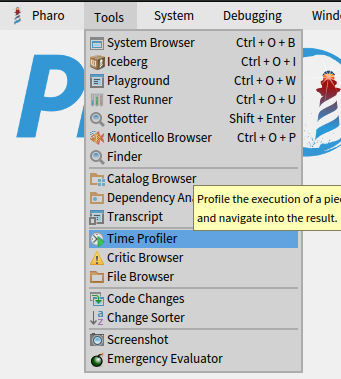 Pharo Tools System Debugging Windo
System Browser Ctrl + O + B
Iceberg Ctrl + O + I
Playground Ctrl + O + W
Test Runner Ctrl + O + U
Spotter Shift + Enter
Monticello Browser Ctrl + O + P
Finder
Catalog Browser
Dependency Ana
Transcript
Profile the execution of a piec
and navigate into the result.
Time Profiler
Critic Browser
File Browser
Code Changes
Change Sorter
Screenshot
Emergency Evaluator